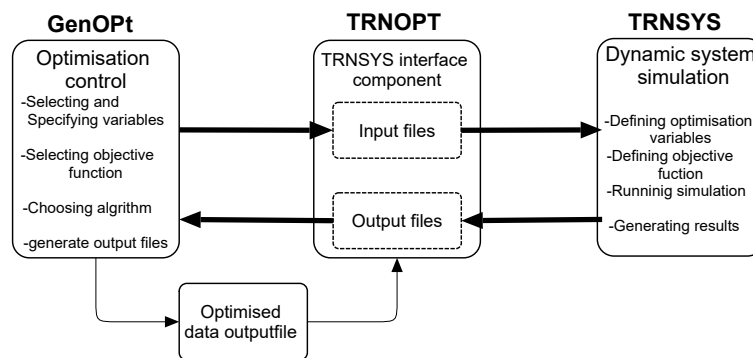 GenOPt
Optimisation
control
-Selecting and
Specifying variables
-Selecting objective
function
-Choosing algrithm
-generate output files
TRNOPT
TRNSYS interface
component
Input files
Output files
TRNSYS
Dynamic system
simulation
-Defining optimisation
variables
-Defining objective
fuction
-Runninig simulation
-Generating results
Optimised
data outputfile